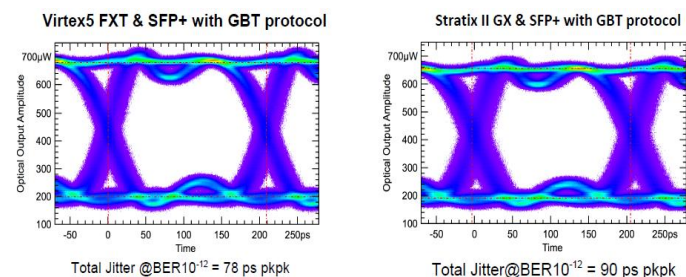 Virtex5 FXT & SFP+ with GBT protocol
700µW
600
500
400
300
200
100
Optical Output Amplitude
-50 0 50 100 150 200 250ps
Time
Total Jitter @BER10⁻¹² = 78 ps pkpk
Stratix II GX & SFP+ with GBT protocol
700µW
600
500
400
300
200
100
Optical Output Amplitude
-50 0 50 100 150 200 250ps
Time
Total Jitter@BER10⁻¹² = 90 ps pkpk